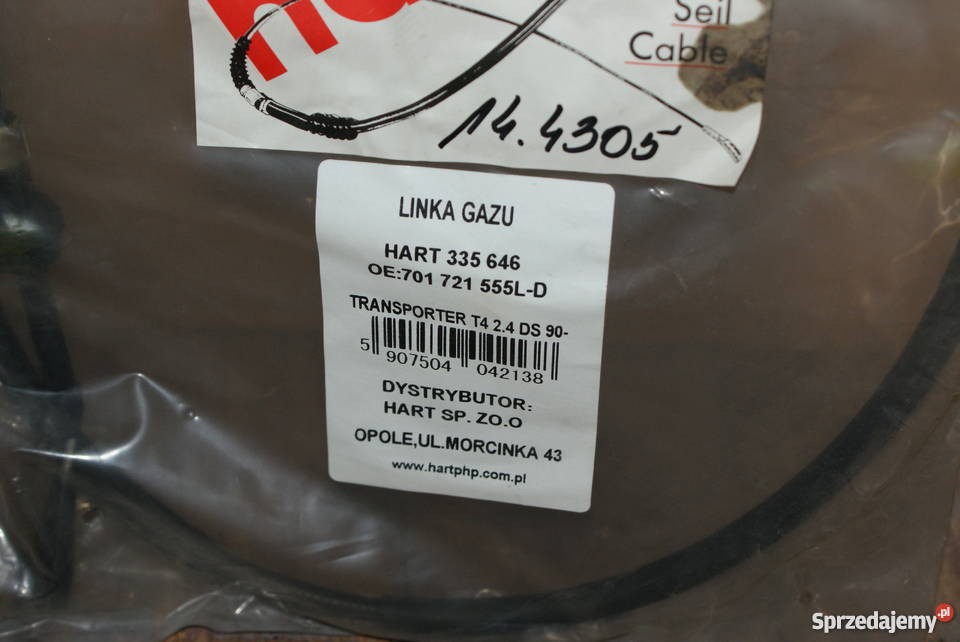 ha
Seil
Cable
14.4305
LINKA GAZU
HART 335 646
OE:701 721 555L-D
TRANSPORTER T4 2.4 DS 90-
5 907504 042138
DYSTRYBUTOR:
HART SP. ZO.O
OPOLE,UL.MORCINKA 43
www.hartphp.com.pl
Sprzedajemy.pl